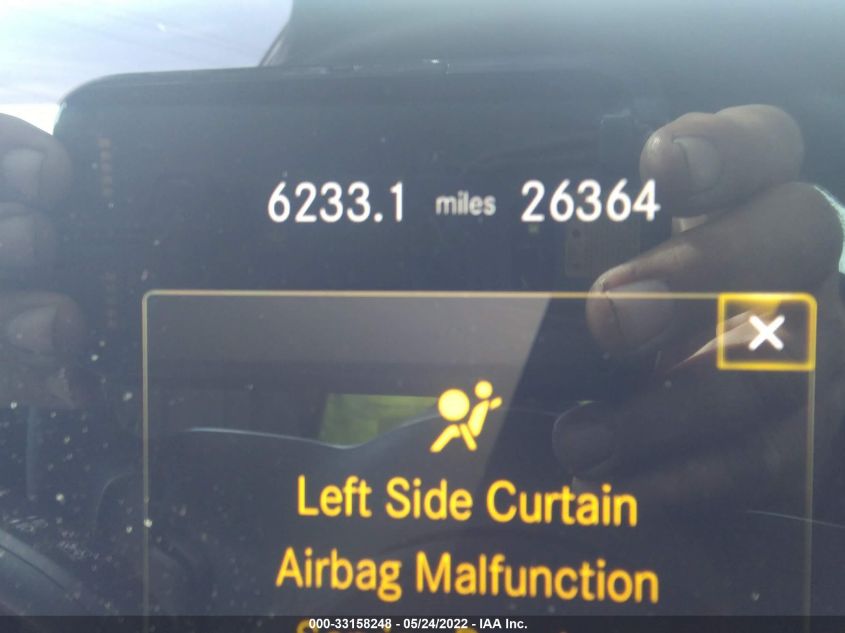 6233.1 miles 26364
Left Side Curtain
Airbag Malfunction
000-33158248 - 05/24/2022 - IAA Inc.